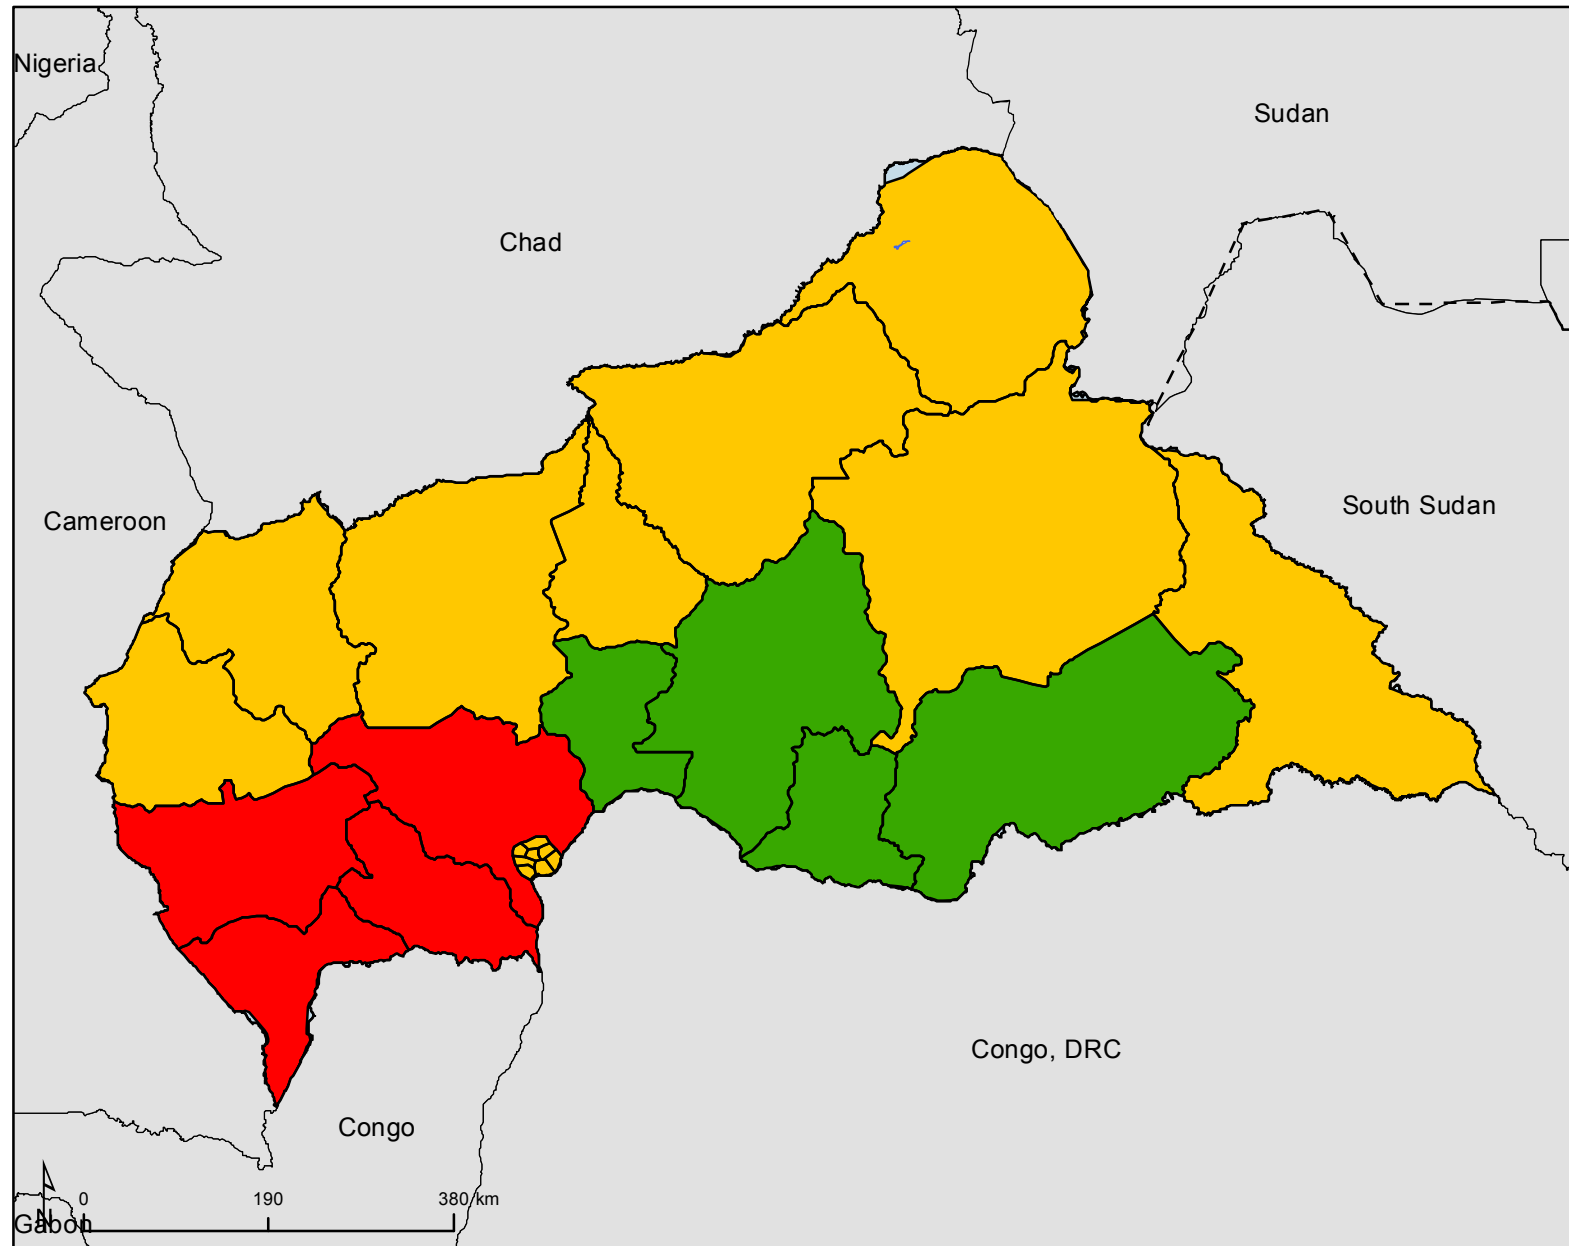 Nigeria
Sudan
Chad
South Sudan
Cameroon
Congo, DRC
Congo
0 190 380 km
N
Gabon